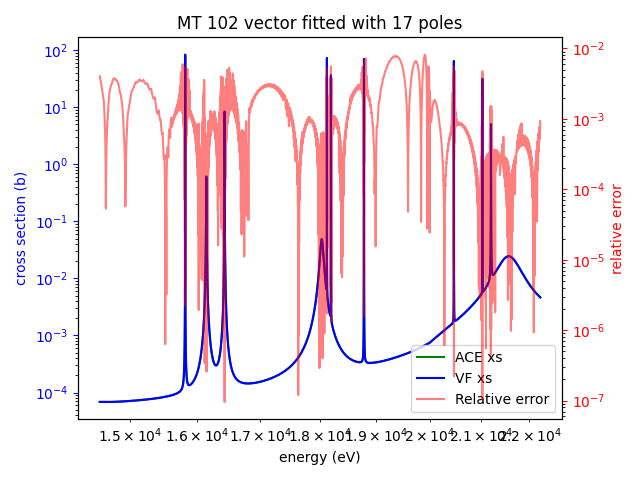 MT 102 vector fitted with 17 poles
10²
10¹
10⁰
10⁻¹
10⁻²
10⁻³
10⁻⁴
cross section (b)
10⁻²
10⁻³
10⁻⁴
10⁻⁵
10⁻⁶
10⁻⁷
relative error
ACE xs
VF xs
Relative error
1.5 × 10⁴ 1.6 × 10⁴ 1.7 × 10⁴ 1.8 × 10⁴ 1.9 × 10⁴ 2 × 10⁴ 2.1 × 10⁴ 2.2 × 10⁴
energy (eV)